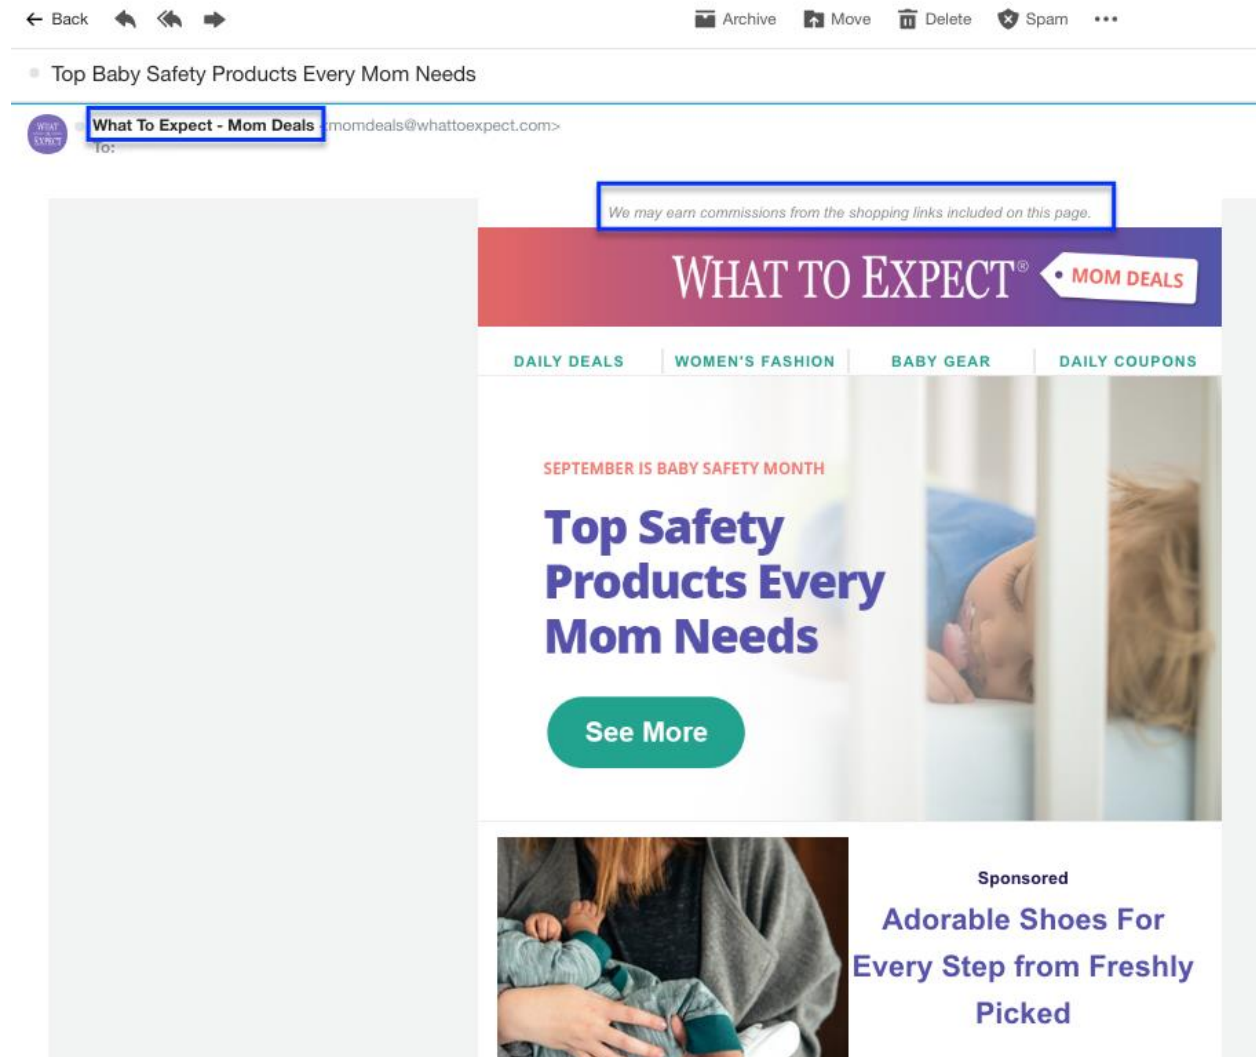 Back
Archive Move Delete Spam
Top Baby Safety Products Every Mom Needs
WHAT TO EXPECT
What To Expect - Mom Deals <momdeals@whattoexpect.com>
To:
We may earn commissions from the shopping links included on this page.
WHAT TO EXPECT® MOM DEALS
DAILY DEALS WOMEN'S FASHION BABY GEAR DAILY COUPONS
SEPTEMBER IS BABY SAFETY MONTH
Top Safety
Products Every
Mom Needs
See More
Sponsored
Adorable Shoes For
Every Step from Freshly
Picked